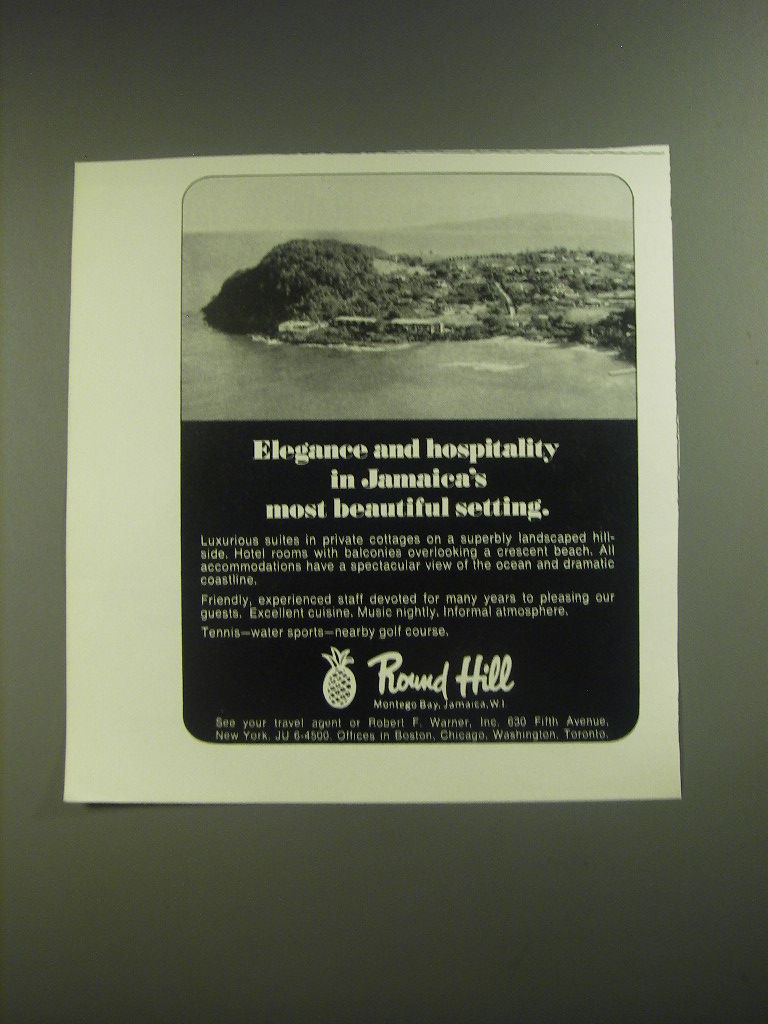 Elegance and hospitality
in Jamaica's
most beautiful setting.
Luxurious suites in private cottages on a superbly landscaped hill-
side. Hotel rooms with balconies overlooking a crescent beach. All
accommodations have a spectacular view of the ocean and dramatic
coastline.
Friendly, experienced staff devoted for many years to pleasing our
guests. Excellent cuisine. Music nightly. Informal atmosphere.
Tennis—water sports—nearby golf course.
Round Hill
Montego Bay, Jamaica, W.I.
See your travel agent or Robert F. Warner, Inc. 630 Fifth Avenue,
New York. JU 6-4500. Offices in Boston, Chicago, Washington, Toronto.